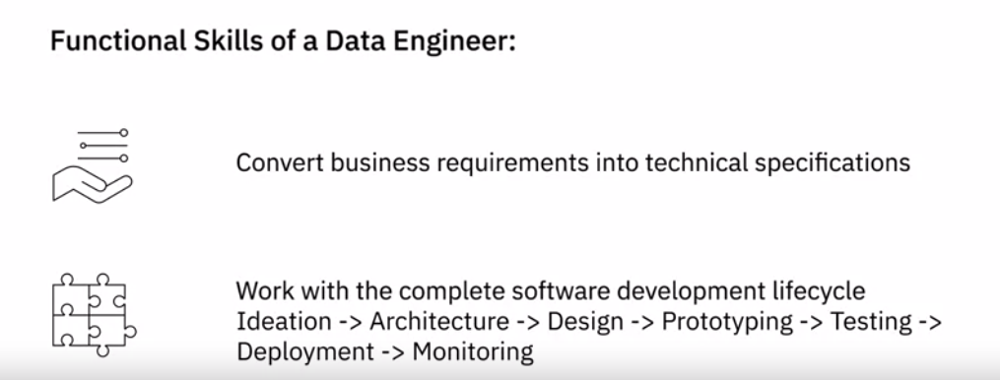 Functional Skills of a Data Engineer:
Convert business requirements into technical specifications
Work with the complete software development lifecycle
Ideation -> Architecture -> Design -> Prototyping -> Testing ->
Deployment -> Monitoring